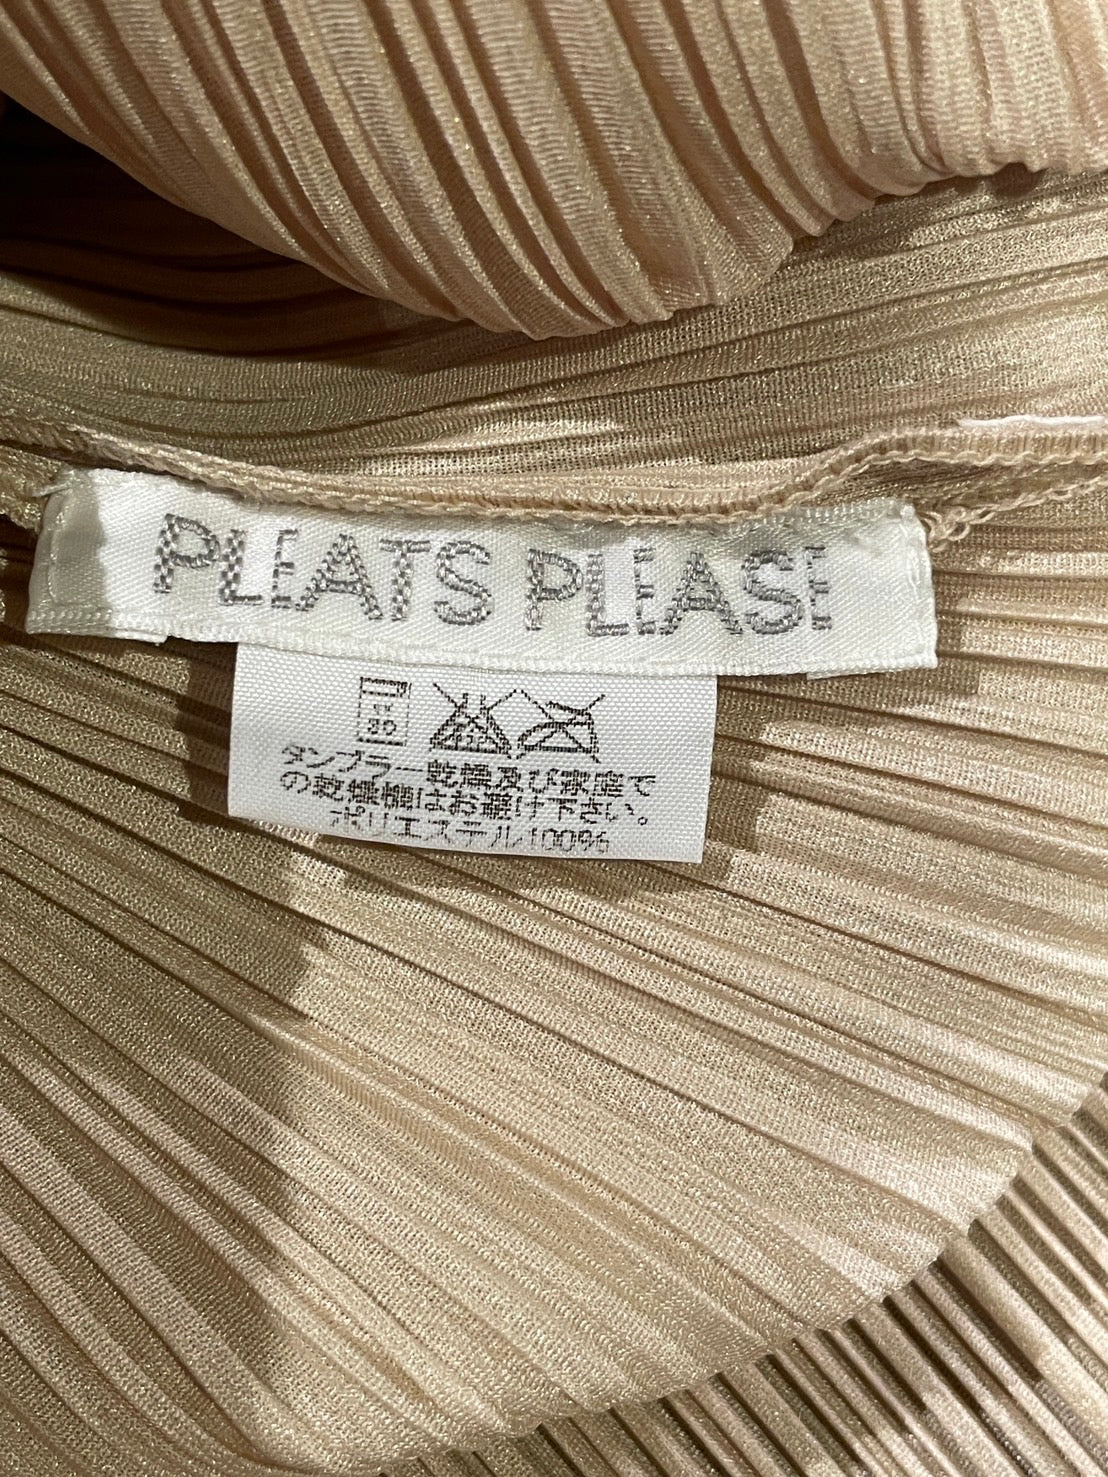 PLEATS PLEASE
30
タンブラー乾燥及び家庭で
の乾燥機はお避け下さい。
ポリエステル100%